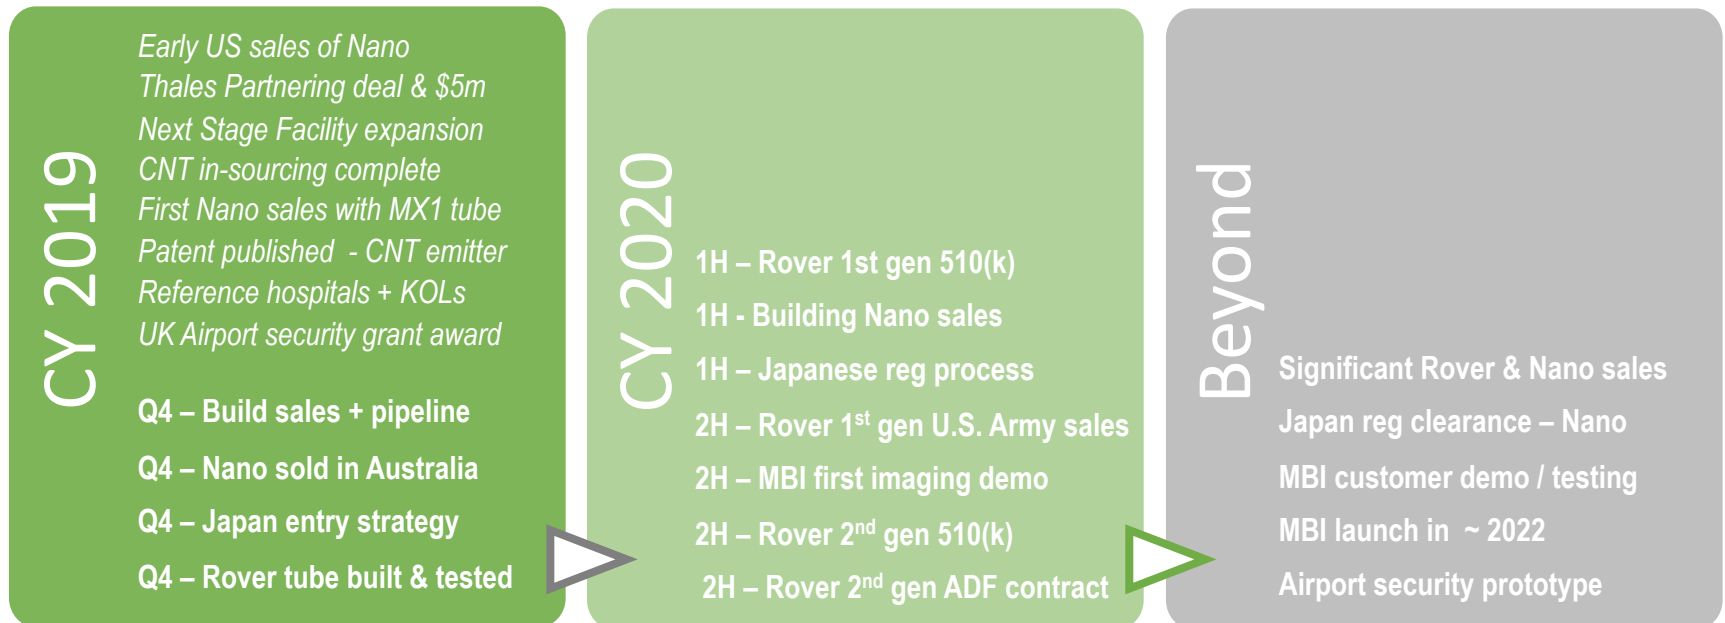 CY 2019
Early US sales of Nano
Thales Partnering deal & $5m
Next Stage Facility expansion
CNT in-sourcing complete
First Nano sales with MX1 tube
Patent published - CNT emitter
Reference hospitals + KOLs
UK Airport security grant award
Q4 – Build sales + pipeline
Q4 – Nano sold in Australia
Q4 – Japan entry strategy
Q4 – Rover tube built & tested
CY 2020
1H – Rover 1st gen 510(k)
1H - Building Nano sales
1H – Japanese reg process
2H – Rover 1st gen U.S. Army sales
2H – MBI first imaging demo
2H – Rover 2nd gen 510(k)
2H – Rover 2nd gen ADF contract
Beyond
Significant Rover & Nano sales
Japan reg clearance – Nano
MBI customer demo / testing
MBI launch in ~ 2022
Airport security prototype